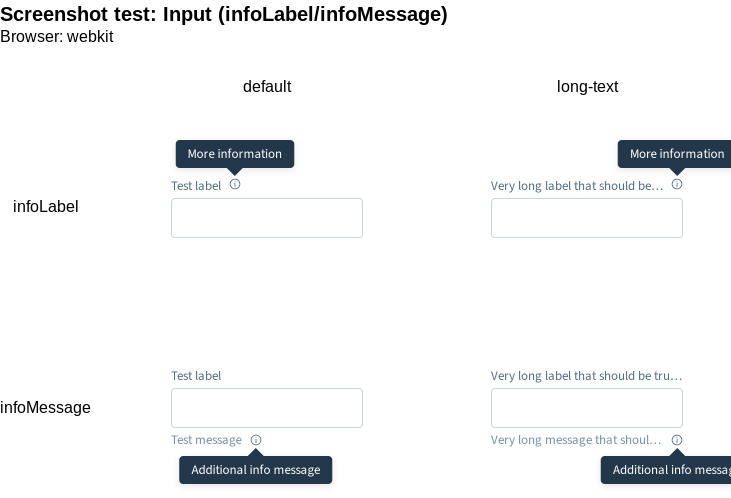 Screenshot test: Input (infoLabel/infoMessage)
Browser: webkit
default long-text
More information More information
Test label Very long label that should be...
infoLabel
Test label Very long label that should be tru...
infoMessage
Test message Very long message that shoul...
Additional info message Additional info messag